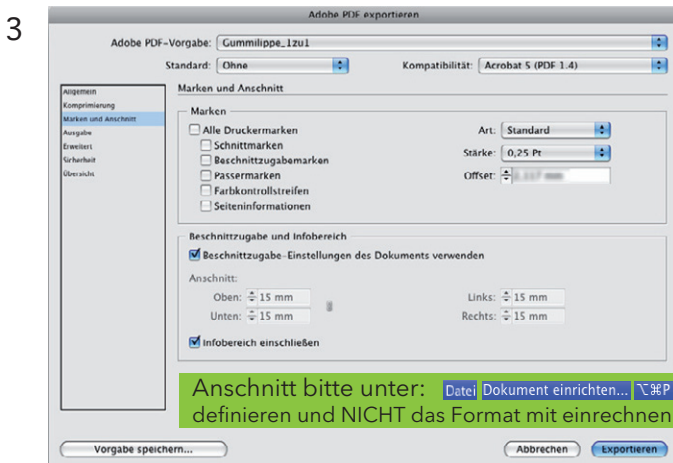 3
Adobe PDF exportieren
Adobe PDF-Vorgabe: Gummilippe_1zu1
Standard: Ohne Kompatibilität: Acrobat 5 (PDF 1.4)
Allgemein
Komprimierung
Marken und Anschnitt
Ausgabe
Erweitert
Sicherheit
Übersicht
Marken und Anschnitt
Marken
Alle Druckermarken
Schnittmarken
Beschnittzugabemarken
Passermarken
Farbkontrollstreifen
Seiteninformationen
Art: Standard
Stärke: 0,25 Pt
Offset:
Beschnittzugabe und Infobereich
Beschnittzugabe-Einstellungen des Dokuments verwenden
Anschnitt:
Oben: 15 mm Links: 15 mm
Unten: 15 mm Rechts: 15 mm
Infobereich einschließen
Anschnitt bitte unter: Datei Dokument einrichten... ⌥⌘P
definieren und NICHT das Format mit einrechnen
Vorgabe speichern... Abbrechen Exportieren